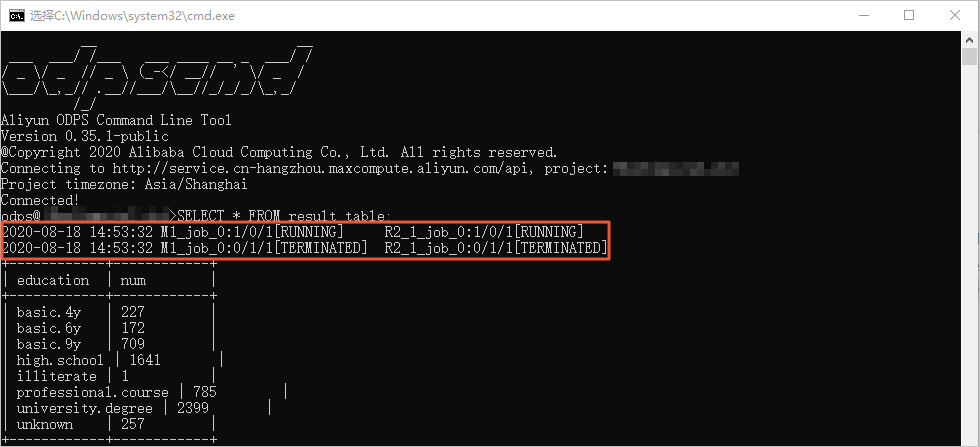 选择C:\Windows\system32\cmd.exe
odpscmd
Aliyun ODPS Command Line Tool
Version 0.35.1-public
@Copyright 2020 Alibaba Cloud Computing Co., Ltd. All rights reserved.
Connecting to http://service.cn-hangzhou.maxcompute.aliyun.com/api, project:
Project timezone: Asia/Shanghai
Connected!
odps@ >SELECT * FROM result_table;
2020-08-18 14:53:32 M1_job_0:1/0/1[RUNNING] R2_1_job_0:1/0/1[RUNNING]
2020-08-18 14:53:32 M1_job_0:0/1/1[TERMINATED] R2_1_job_0:0/1/1[TERMINATED]
+------------+------------+
| education | num |
+------------+------------+
| basic.4y | 227 |
| basic.6y | 172 |
| basic.9y | 709 |
| high.school | 1641 |
| illiterate | 1 |
| professional.course | 785 |
| university.degree | 2399 |
| unknown | 257 |
+------------+------------+